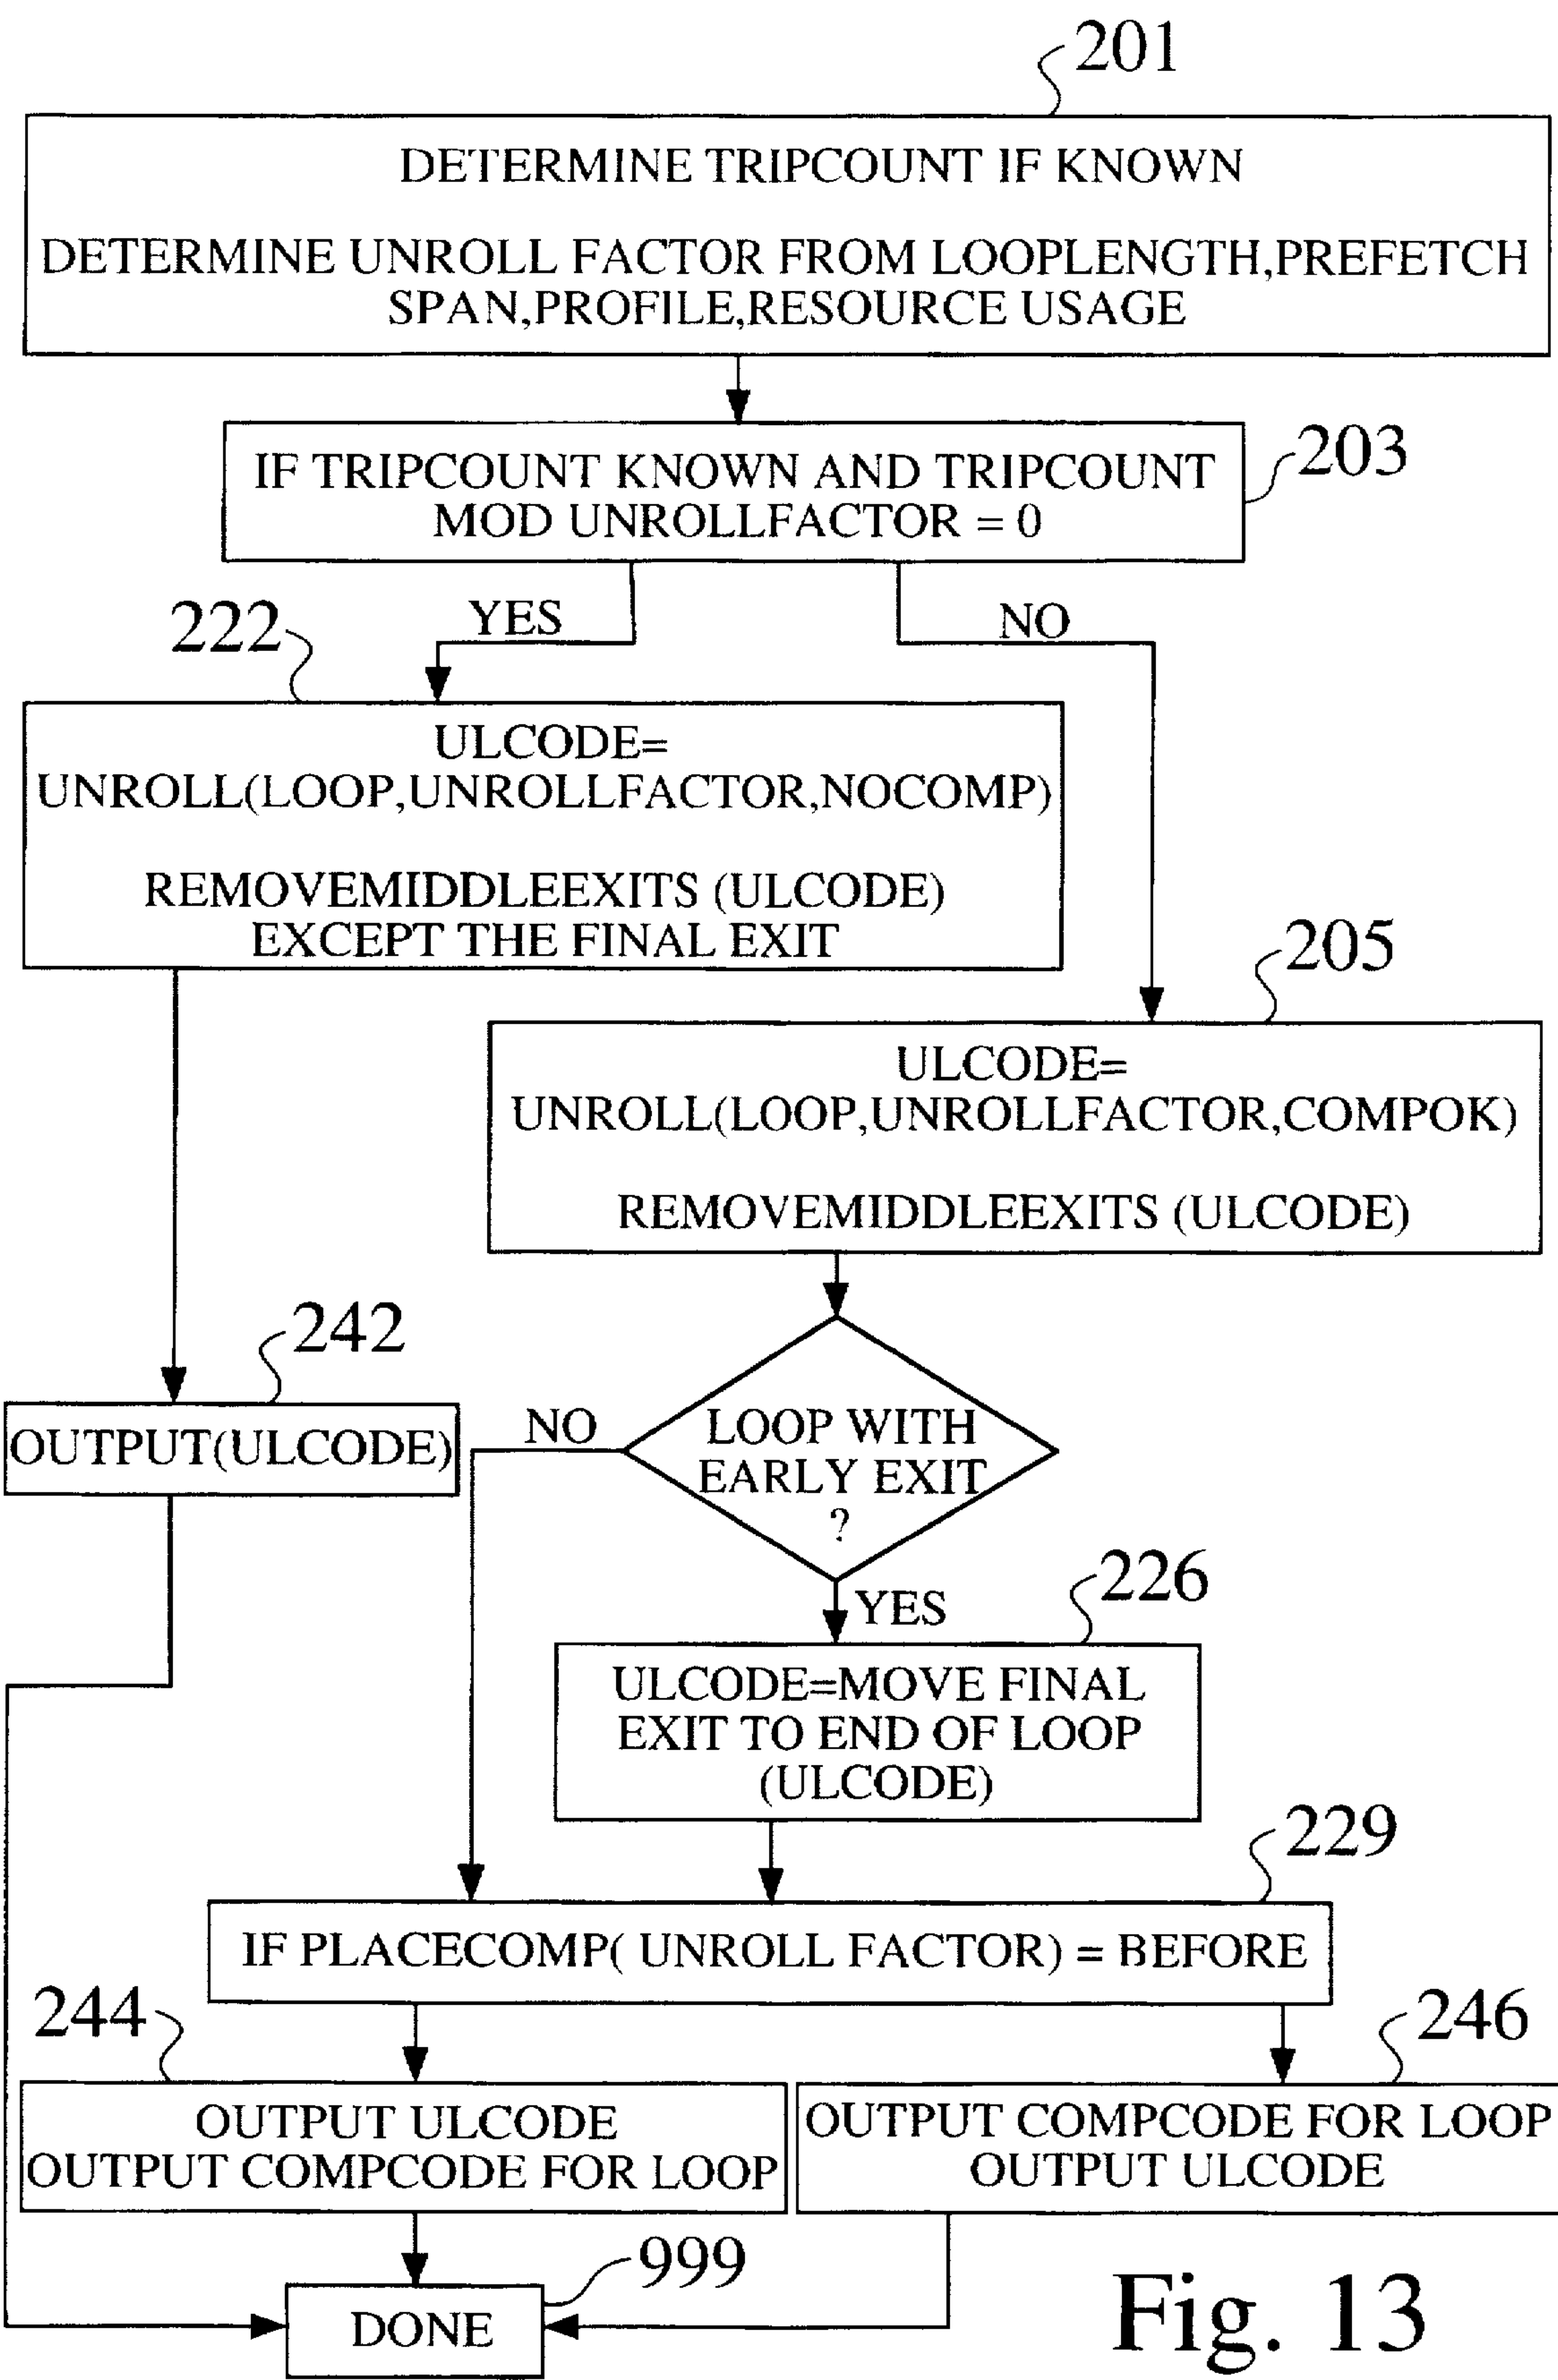 201
DETERMINE TRIPCOUNT IF KNOWN
DETERMINE UNROLL FACTOR FROM LOOPLENGTH,PREFETCH
SPAN,PROFILE,RESOURCE USAGE
203
IF TRIPCOUNT KNOWN AND TRIPCOUNT
MOD UNROLLFACTOR = 0
YES
NO
222
ULCODE=
UNROLL(LOOP,UNROLLFACTOR,NOCOMP)
REMOVEMIDDLEEXITS (ULCODE)
EXCEPT THE FINAL EXIT
205
ULCODE=
UNROLL(LOOP,UNROLLFACTOR,COMPOK)
REMOVEMIDDLEEXITS (ULCODE)
242
OUTPUT(ULCODE)
NO
LOOP WITH
EARLY EXIT
?
YES
226
ULCODE=MOVE FINAL
EXIT TO END OF LOOP
(ULCODE)
229
IF PLACECOMP( UNROLL FACTOR) = BEFORE
244
OUTPUT ULCODE
OUTPUT COMPCODE FOR LOOP
246
OUTPUT COMPCODE FOR LOOP
OUTPUT ULCODE
999
DONE
Fig. 13